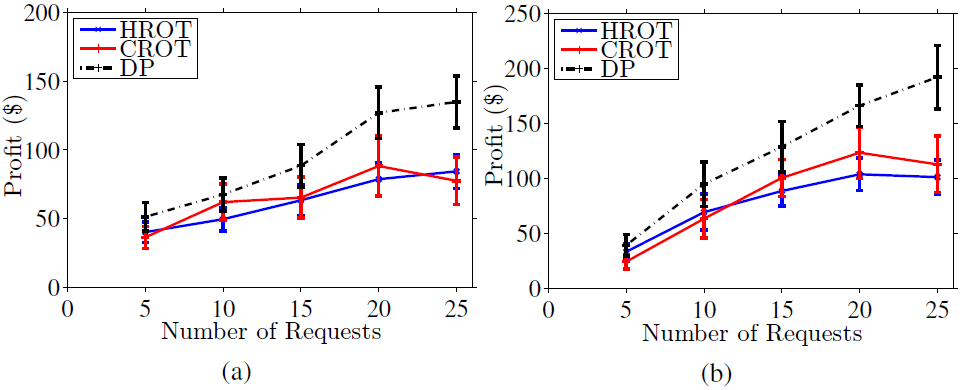 200
150
100
50
0
Profit ($)
HROT
CROT
DP
0 5 10 15 20 25
Number of Requests
(a)
250
200
150
100
50
0
Profit ($)
HROT
CROT
DP
0 5 10 15 20 25
Number of Requests
(b)